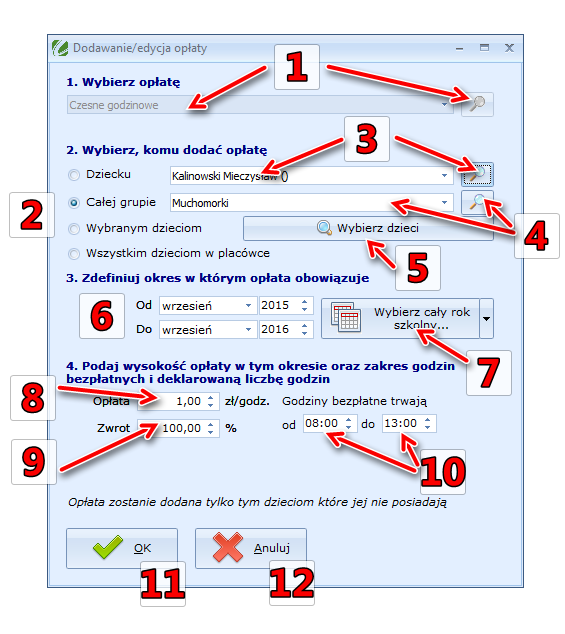 Dodawanie/edycja opłaty
1
1. Wybierz opłatę
Czesne godzinowe
2. Wybierz, komu dodać opłatę
3
Dziecku Kalinowski Mieczysław ()
2
Całej grupie Muchomorki
4
Wybranym dzieciom Wybierz dzieci
Wszystkim dzieciom w placówce
5
3. Zdefiniuj okres w którym opłata obowiązuje
6
Od wrzesień 2015
Do wrzesień 2016
Wybierz cały rok
szkolny...
7
4. Podaj wysokość opłaty w tym okresie oraz zakres godzin
bezpłatnych i deklarowaną liczbę godzin
8
Opłata 1,00 zł/godz. Godziny bezpłatne trwają
Zwrot 100,00 % od 08:00 do 13:00
9
10
Opłata zostanie dodana tylko tym dzieciom które jej nie posiadają
OK Anuluj
11 12